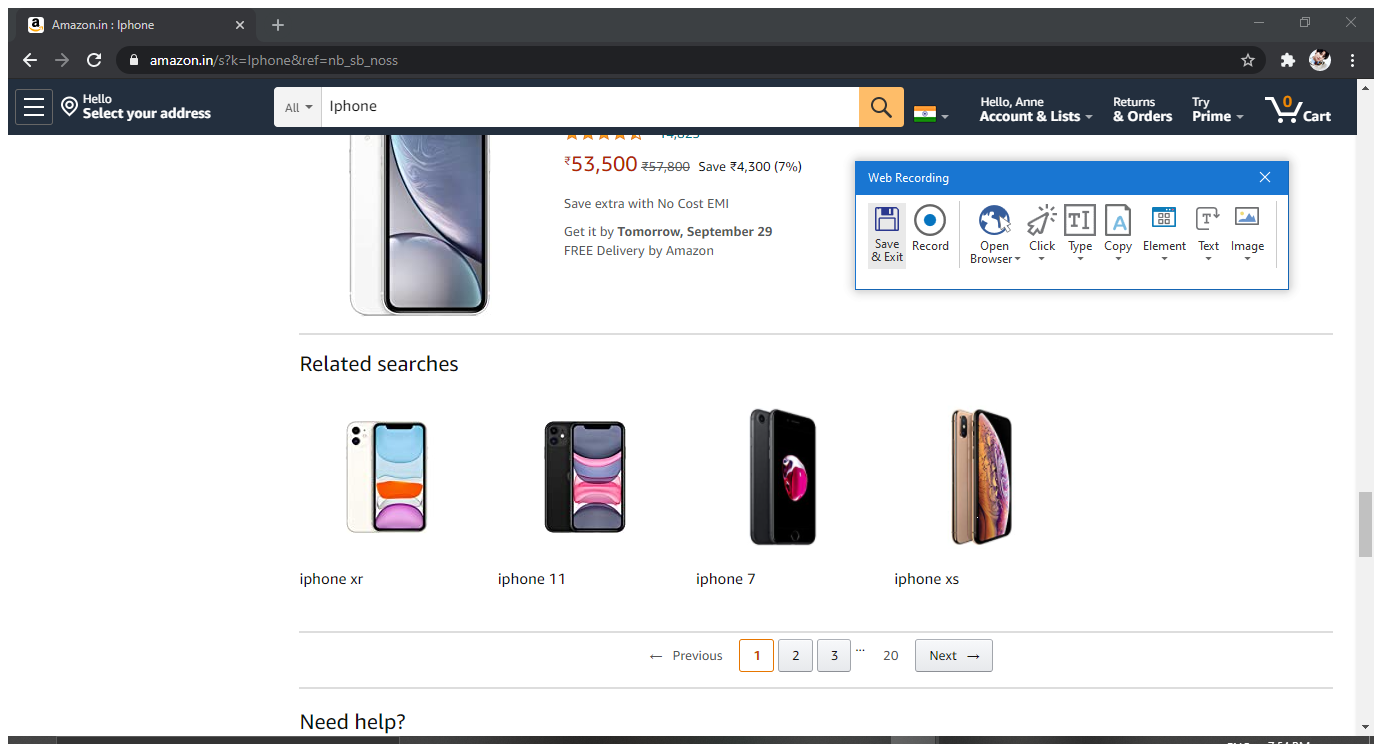 Amazon.in : Iphone
amazon.in/s?k=Iphone&ref=nb_sb_noss
Hello
Select your address
All
Iphone
Hello, Anne
Account & Lists
Returns
& Orders
Try
Prime
0
Cart
14,823
₹53,500 ₹57,800 Save ₹4,300 (7%)
Save extra with No Cost EMI
Get it by Tomorrow, September 29
FREE Delivery by Amazon
Web Recording
Save
& Exit
Record
Open
Browser
Click
Type
Copy
Element
Text
Image
Related searches
iphone xr
iphone 11
iphone 7
iphone xs
← Previous 1 2 3 ... 20 Next →
Need help?